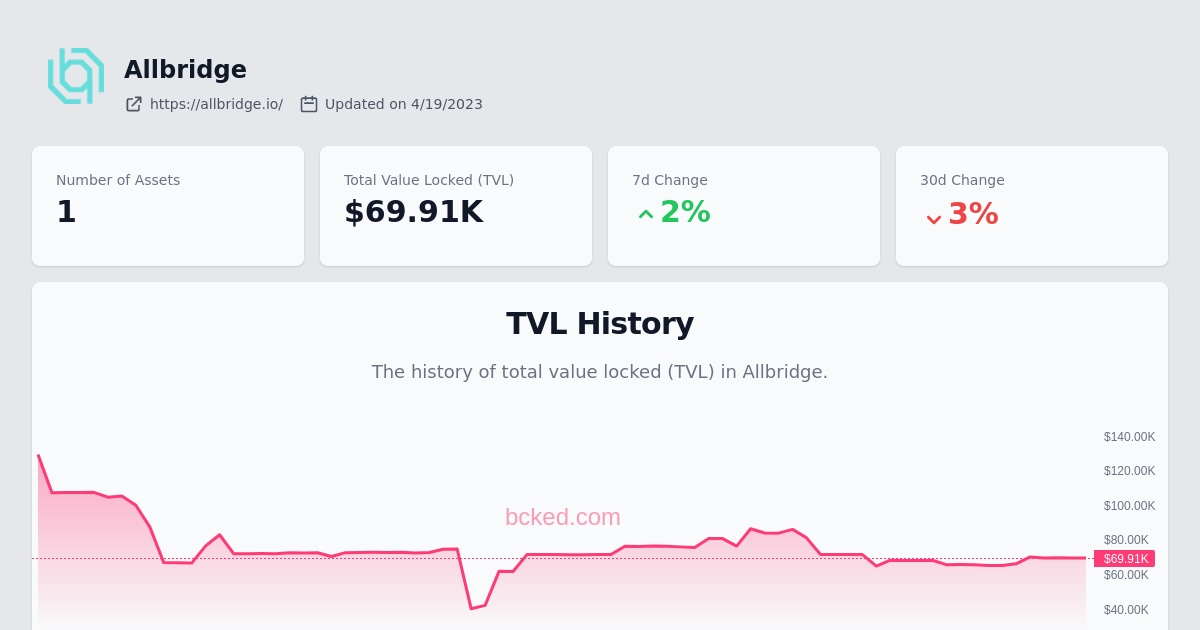 Allbridge
https://allbridge.io/ Updated on 4/19/2023
Number of Assets
1
Total Value Locked (TVL)
$69.91K
7d Change
2%
30d Change
3%
TVL History
The history of total value locked (TVL) in Allbridge.
bcked.com
$140.00K
$120.00K
$100.00K
$80.00K
$69.91K
$60.00K
$40.00K